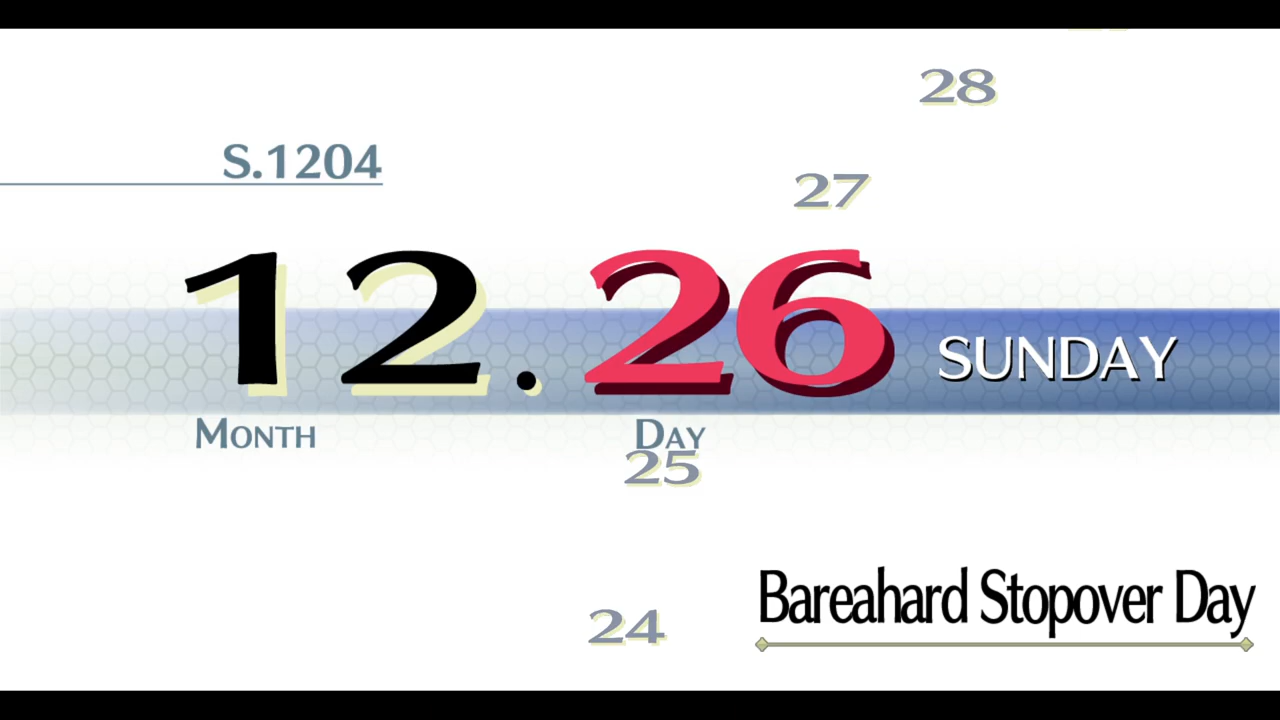 28
S.1204
27
12.26 SUNDAY
MONTH DAY
25
Bareahard Stopover Day
24